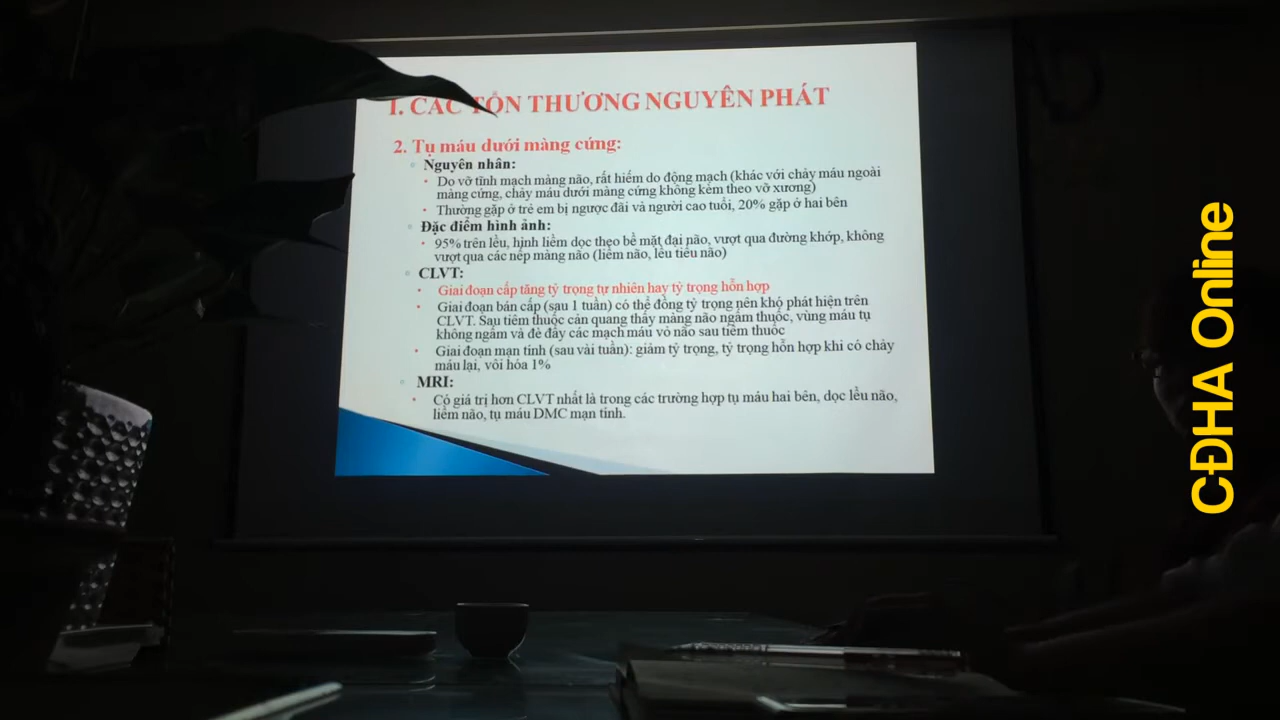 I. CÁC TỔN THƯƠNG NGUYÊN PHÁT
2. Tụ máu dưới màng cứng:
Nguyên nhân:
Do vỡ tĩnh mạch màng não, rất hiếm do động mạch (khác với chảy máu ngoài
màng cứng, chảy máu dưới màng cứng không kèm theo vỡ xương)
Thường gặp ở trẻ em bị ngược đãi và người cao tuổi, 20% gặp ở hai bên
Đặc điểm hình ảnh:
95% trên lều, hình liềm dọc theo bề mặt đại não, vượt qua đường khớp, không
vượt qua các nếp màng não (liềm não, lều tiểu não)
CLVT:
Giai đoạn cấp tăng tỷ trọng tự nhiên hay tỷ trọng hỗn hợp
Giai đoạn bán cấp (sau 1 tuần) có thể đồng tỷ trọng nên khó phát hiện trên
CLVT. Sau tiêm thuốc cản quang thấy màng não ngấm thuốc, vùng máu tụ
không ngấm và đè đẩy các mạch máu vỏ não sau tiêm thuốc
Giai đoạn mạn tính (sau vài tuần): giảm tỷ trọng, tỷ trọng hỗn hợp khi có chảy
máu lại, vôi hóa 1%
MRI:
Có giá trị hơn CLVT nhất là trong các trường hợp tụ máu hai bên, dọc lều não,
liềm não, tụ máu DMC mạn tính.
CĐHA Online